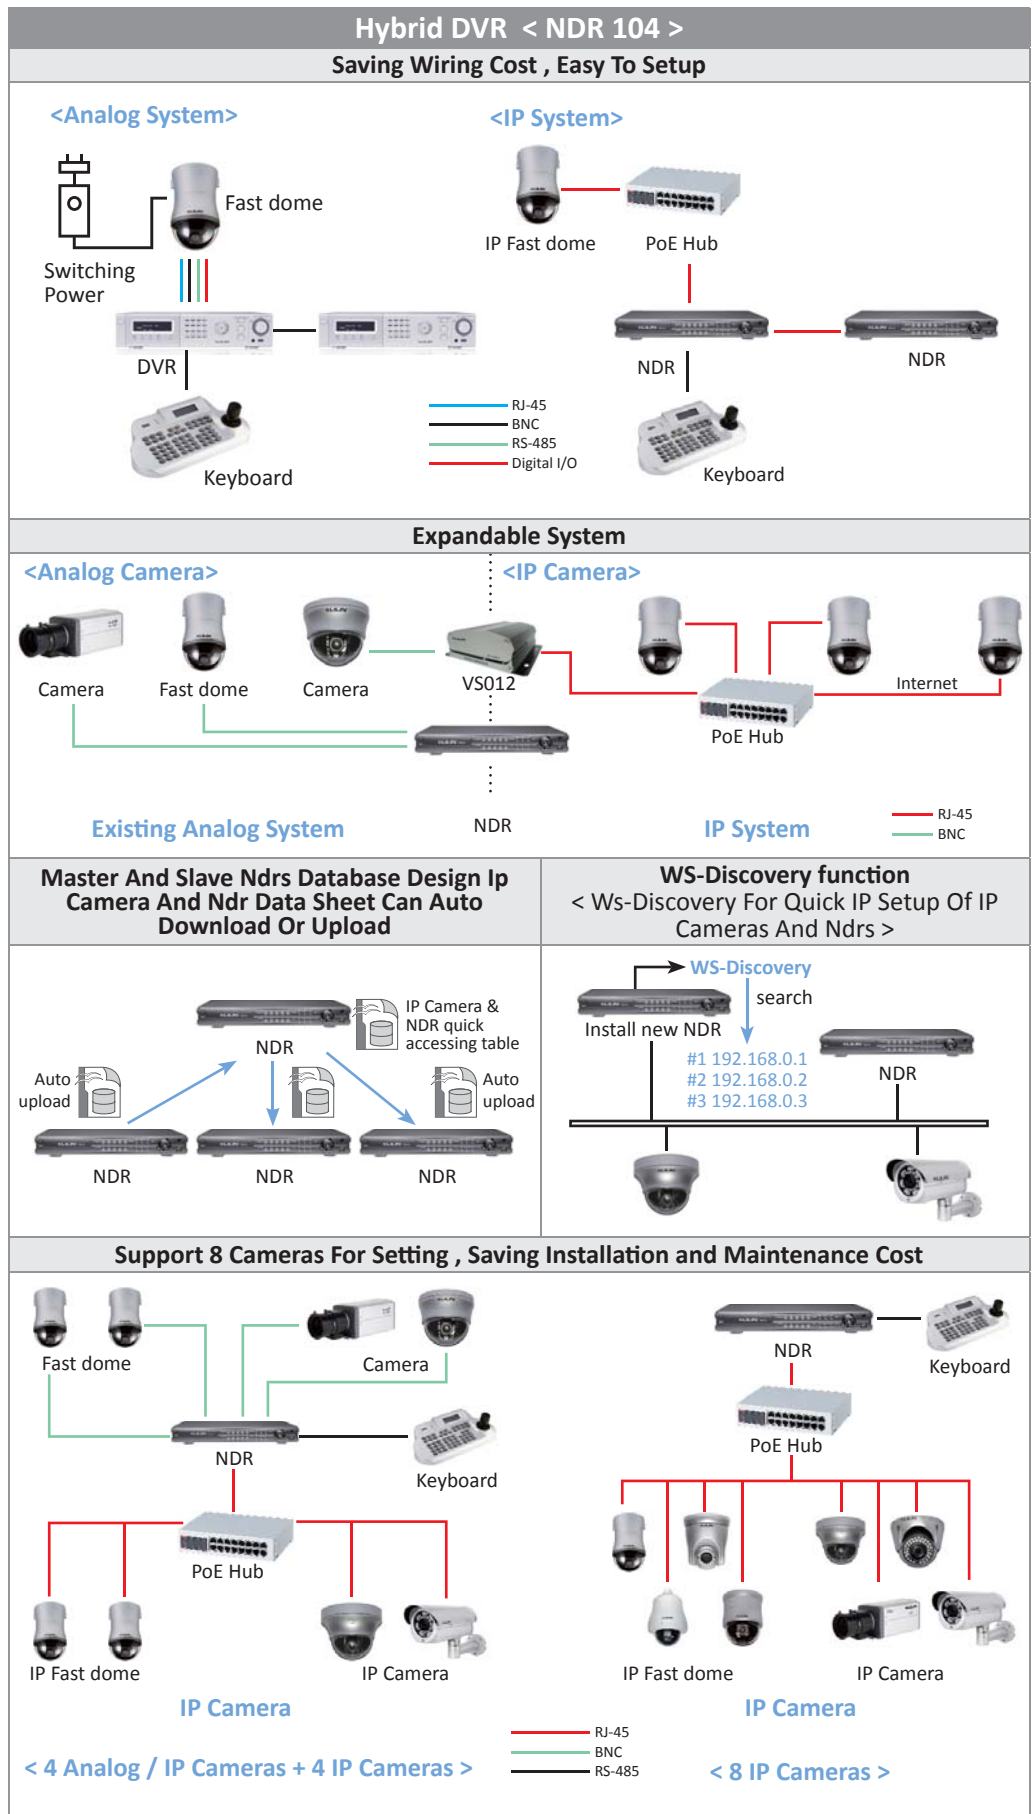 Hybrid DVR < NDR 104 >
Saving Wiring Cost , Easy To Setup
<Analog System>
<IP System>
Fast dome
IP Fast dome
PoE Hub
Switching
Power
DVR
NDR
NDR
RJ-45
BNC
RS-485
Digital I/O
Keyboard
Keyboard
Expandable System
<Analog Camera>
<IP Camera>
Camera
Fast dome
Camera
VS012
Internet
PoE Hub
Existing Analog System
NDR
IP System
RJ-45
BNC
Master And Slave Ndrs Database Design Ip
Camera And Ndr Data Sheet Can Auto
Download Or Upload
WS-Discovery function
< Ws-Discovery For Quick IP Setup Of IP
Cameras And Ndrs >
IP Camera &
NDR quick
accessing table
NDR
Auto
upload
Auto
upload
NDR
NDR
NDR
WS-Discovery
search
Install new NDR
#1 192.168.0.1
#2 192.168.0.2
#3 192.168.0.3
NDR
Support 8 Cameras For Setting , Saving Installation and Maintenance Cost
Fast dome
Camera
NDR
Keyboard
PoE Hub
IP Fast dome
IP Camera
IP Camera
< 4 Analog / IP Cameras + 4 IP Cameras >
NDR
Keyboard
PoE Hub
IP Fast dome
IP Camera
IP Camera
RJ-45
BNC
RS-485
< 8 IP Cameras >